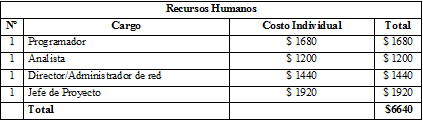 Recursos Humanos
Nº Cargo Costo Individual Total
1 Programador $ 1680 $ 1680
1 Analista $ 1200 $ 1200
1 Director/Administrador de red $ 1440 $ 1440
1 Jefe de Proyecto $ 1920 $ 1920
Total $6640